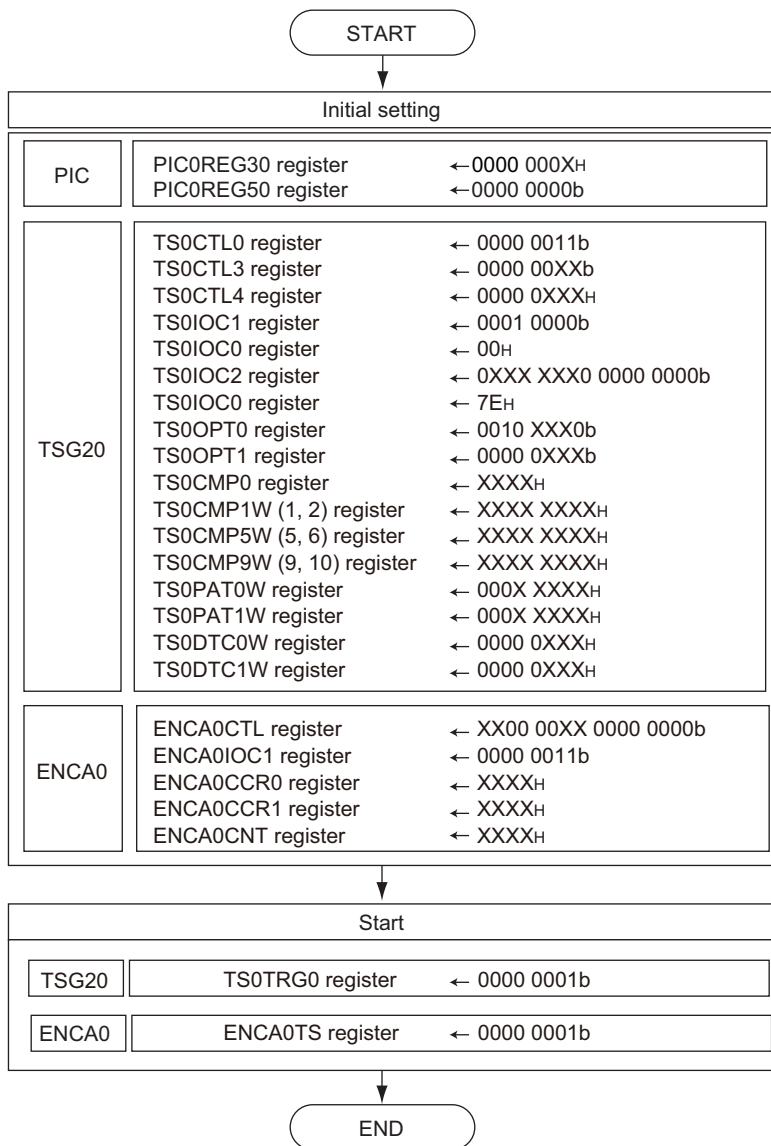 START
Initial setting
PIC
PIC0REG30 register ←0000 000XH
PIC0REG50 register ←0000 0000b
TSG20
TS0CTL0 register ← 0000 0011b
TS0CTL3 register ← 0000 00XXb
TS0CTL4 register ← 0000 0XXXH
TS0IOC1 register ← 0001 0000b
TS0IOC0 register ← 00H
TS0IOC2 register ← 0XXX XXX0 0000 0000b
TS0IOC0 register ← 7EH
TS0OPT0 register ← 0010 XXX0b
TS0OPT1 register ← 0000 0XXXb
TS0CMP0 register ← XXXXH
TS0CMP1W (1, 2) register ← XXXX XXXXH
TS0CMP5W (5, 6) register ← XXXX XXXXH
TS0CMP9W (9, 10) register ← XXXX XXXXH
TS0PAT0W register ← 000X XXXXH
TS0PAT1W register ← 000X XXXXH
TS0DTC0W register ← 0000 0XXXH
TS0DTC1W register ← 0000 0XXXH
ENCA0
ENCA0CTL register ← XX00 00XX 0000 0000b
ENCA0IOC1 register ← 0000 0011b
ENCA0CCR0 register ← XXXXH
ENCA0CCR1 register ← XXXXH
ENCA0CNT register ← XXXXH
Start
TSG20 TS0TRG0 register ← 0000 0001b
ENCA0 ENCA0TS register ← 0000 0001b
END